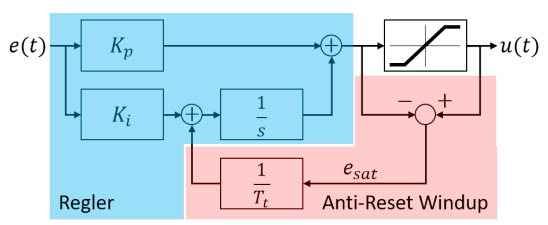 e(t)
K_p
u(t)
K_i
1/s
− +
1/T_t
e_sat
Regler
Anti-Reset Windup